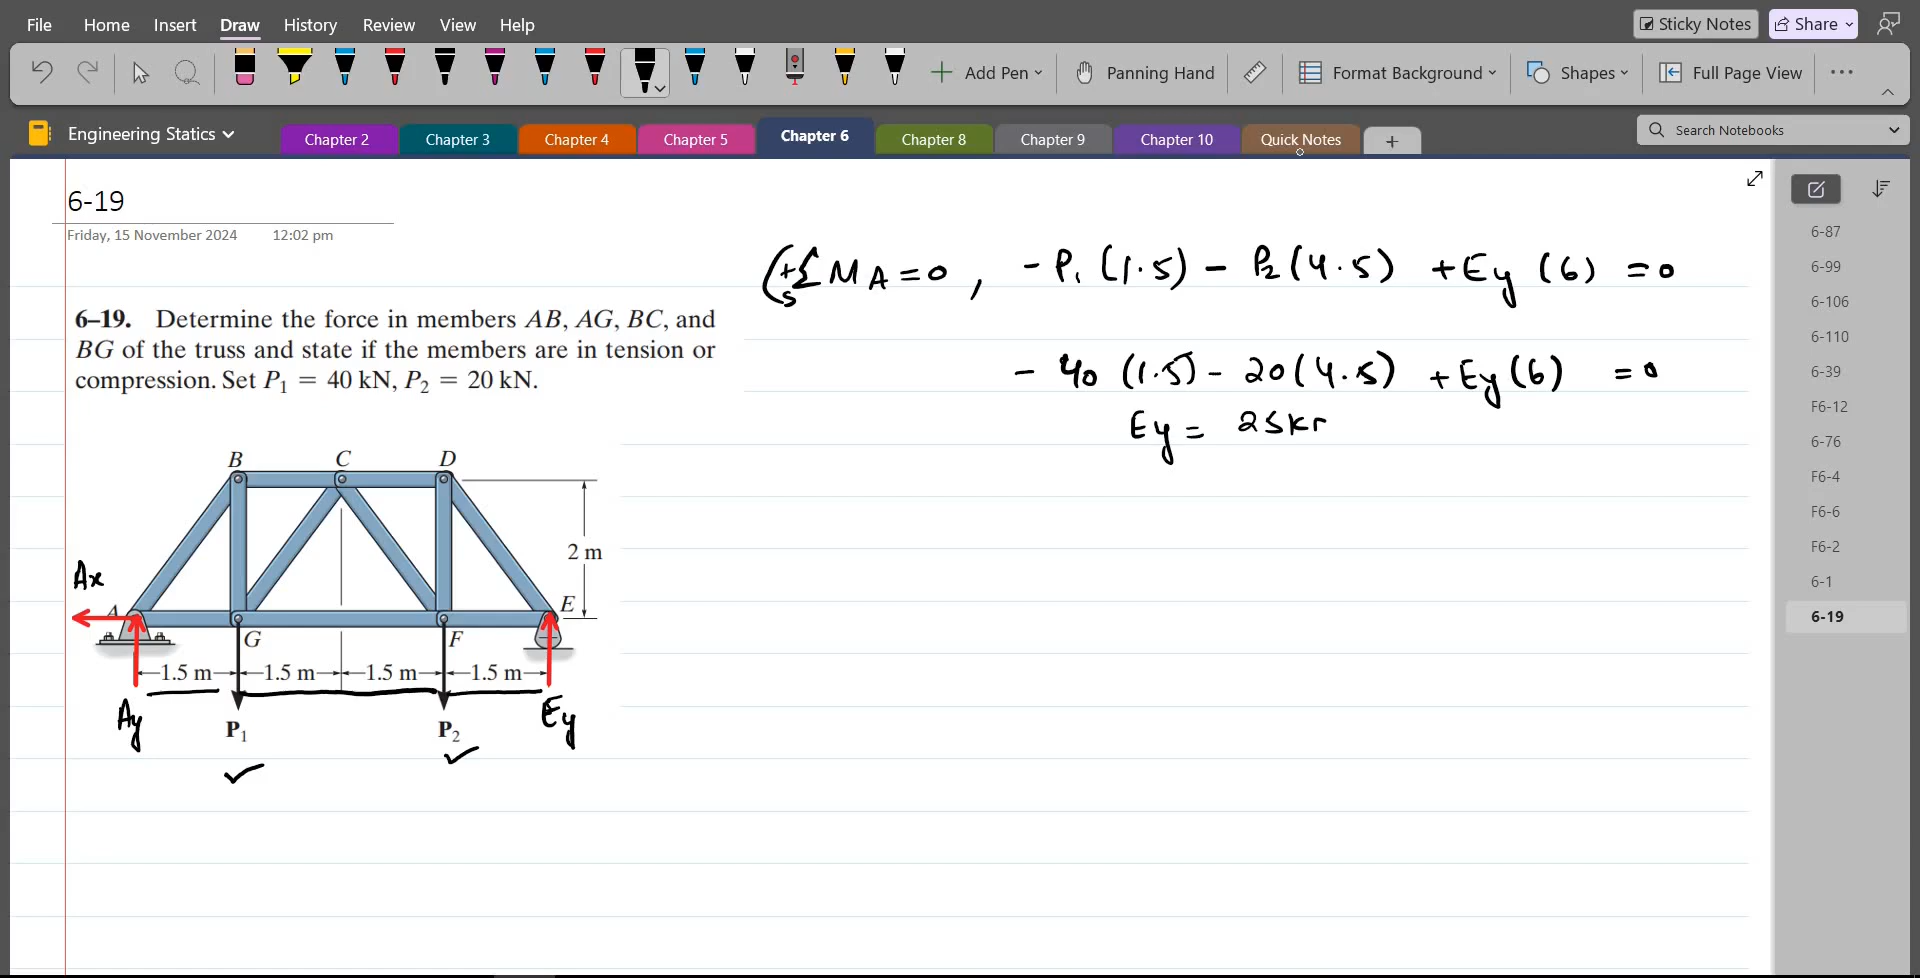 File Home Insert Draw History Review View Help Sticky Notes Share
Add Pen Panning Hand Format Background Shapes Full Page View
Engineering Statics Chapter 2 Chapter 3 Chapter 4 Chapter 5 Chapter 6 Chapter 8 Chapter 9 Chapter 10 Quick Notes + Search Notebooks
6-19
Friday, 15 November 2024 12:02 pm
6–19. Determine the force in members AB, AG, BC, and
BG of the truss and state if the members are in tension or
compression. Set P₁ = 40 kN, P₂ = 20 kN.
B C D
2 m
Ax
A E
G F
1.5 m 1.5 m 1.5 m 1.5 m
Ay Ey
P₁ P₂
+ΣMA=0, -P₁(1.5) - P₂(4.5) +Ey(6) =0
-40(1.5) - 20(4.5) +Ey(6) =0
Ey = 25kr
6-87
6-99
6-106
6-110
6-39
F6-12
6-76
F6-4
F6-6
F6-2
6-1
6-19